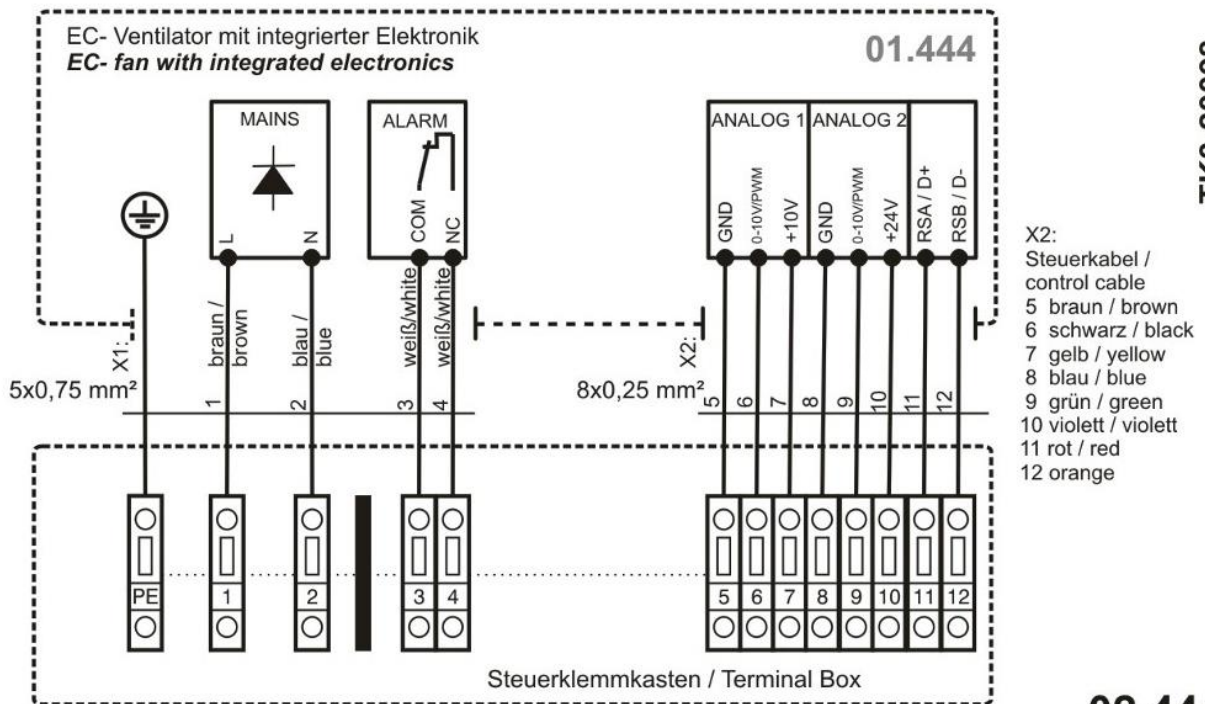 EC- Ventilator mit integrierter Elektronik
EC- fan with integrated electronics
01.444
MAINS
L
N
ALARM
COM
NC
ANALOG 1
GND
0-10V/PWM
+10V
ANALOG 2
GND
0-10V/PWM
+24V
RSA / D+
RSB / D-
X1:
5x0,75 mm²
braun /
brown
blau /
blue
weiß/white
weiß/white
X2:
8x0,25 mm²
1
2
3
4
5
6
7
8
9
10
11
12
X2:
Steuerkabel /
control cable
5 braun / brown
6 schwarz / black
7 gelb / yellow
8 blau / blue
9 grün / green
10 violett / violett
11 rot / red
12 orange
PE
1
2
3
4
5
6
7
8
9
10
11
12
Steuerklemmkasten / Terminal Box